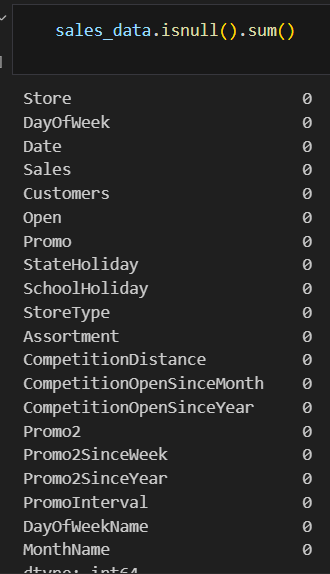 sales_data.isnull().sum()
Store 0
DayOfWeek 0
Date 0
Sales 0
Customers 0
Open 0
Promo 0
StateHoliday 0
SchoolHoliday 0
StoreType 0
Assortment 0
CompetitionDistance 0
CompetitionOpenSinceMonth 0
CompetitionOpenSinceYear 0
Promo2 0
Promo2SinceWeek 0
Promo2SinceYear 0
PromoInterval 0
DayOfWeekName 0
MonthName 0
dtype: int64